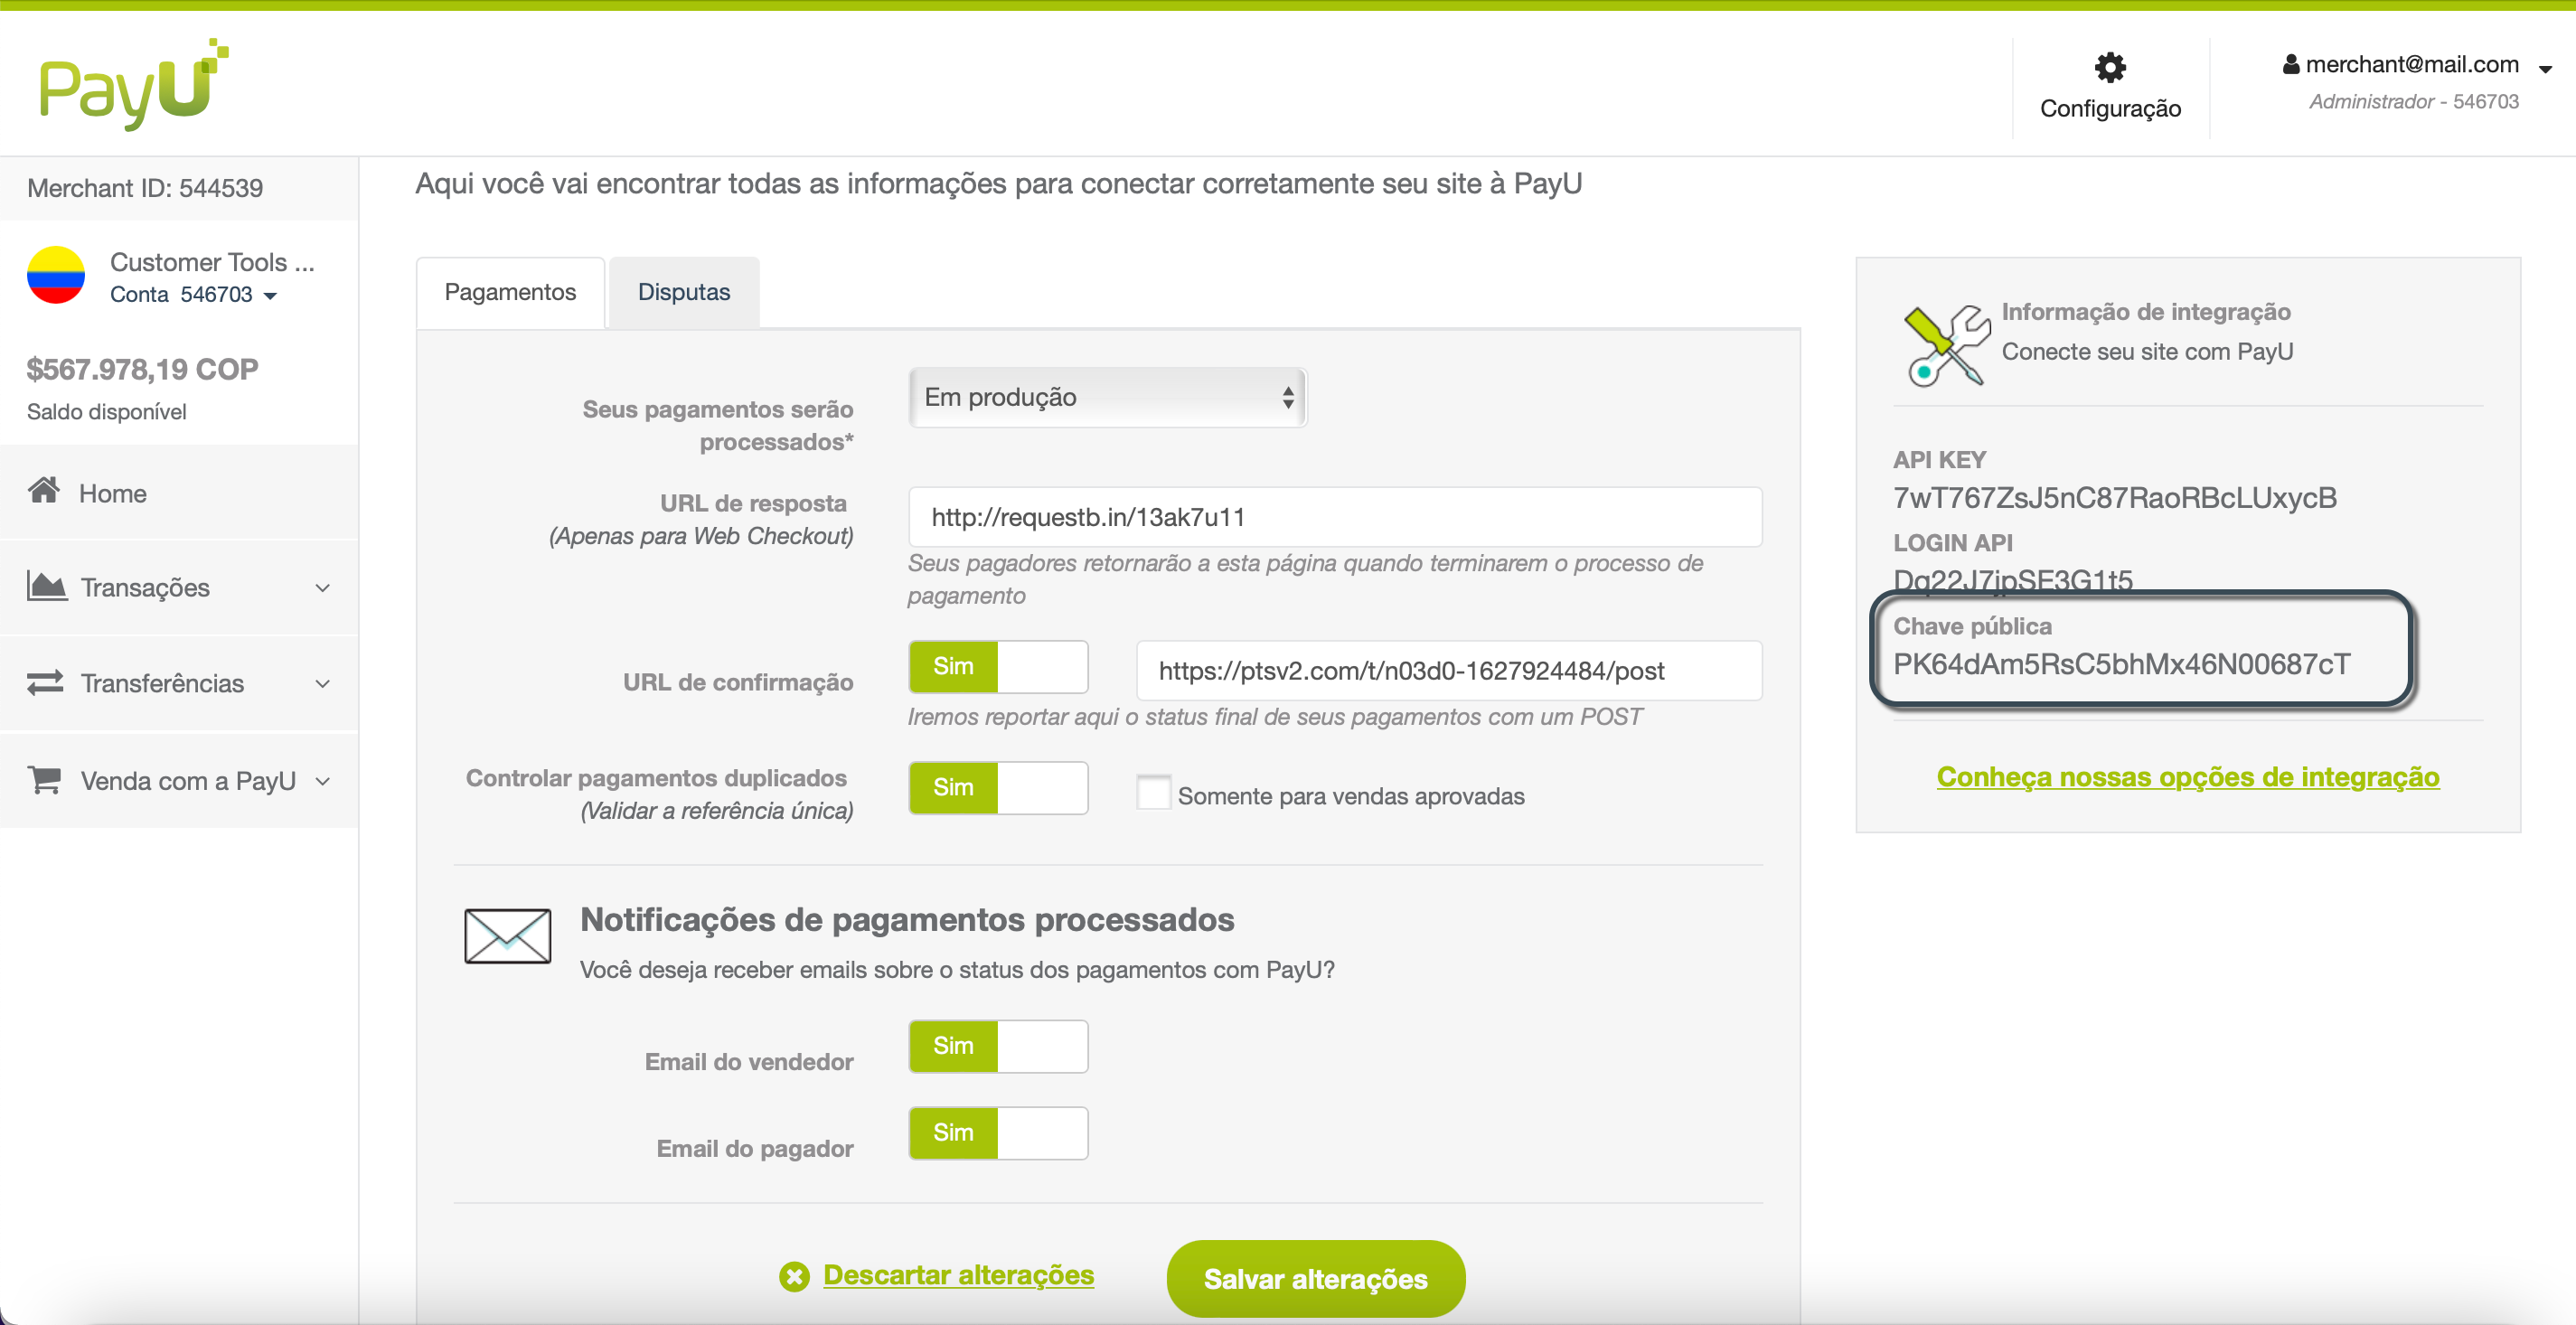 PayU
Configuração
merchant@mail.com
Administrador - 546703
Merchant ID: 544539
Customer Tools ...
Conta 546703
$567.978,19 COP
Saldo disponível
Home
Transações
Transferências
Venda com a PayU
Aqui você vai encontrar todas as informações para conectar corretamente seu site à PayU
Pagamentos
Disputas
Seus pagamentos serão
processados*
Em produção
URL de resposta
(Apenas para Web Checkout)
http://requestb.in/13ak7u11
Seus pagadores retornarão a esta página quando terminarem o processo de
pagamento
URL de confirmação
Sim
https://ptsv2.com/t/n03d0-1627924484/post
Iremos reportar aqui o status final de seus pagamentos com um POST
Controlar pagamentos duplicados
(Validar a referência única)
Sim
Somente para vendas aprovadas
Notificações de pagamentos processados
Você deseja receber emails sobre o status dos pagamentos com PayU?
Email do vendedor
Sim
Email do pagador
Sim
Descartar alterações
Salvar alterações
Informação de integração
Conecte seu site com PayU
API KEY
7wT767ZsJ5nC87RaoRBcLUxycB
LOGIN API
Dq22J7jpSE3G1t5
Chave pública
PK64dAm5RsC5bhMx46N00687cT
Conheça nossas opções de integração